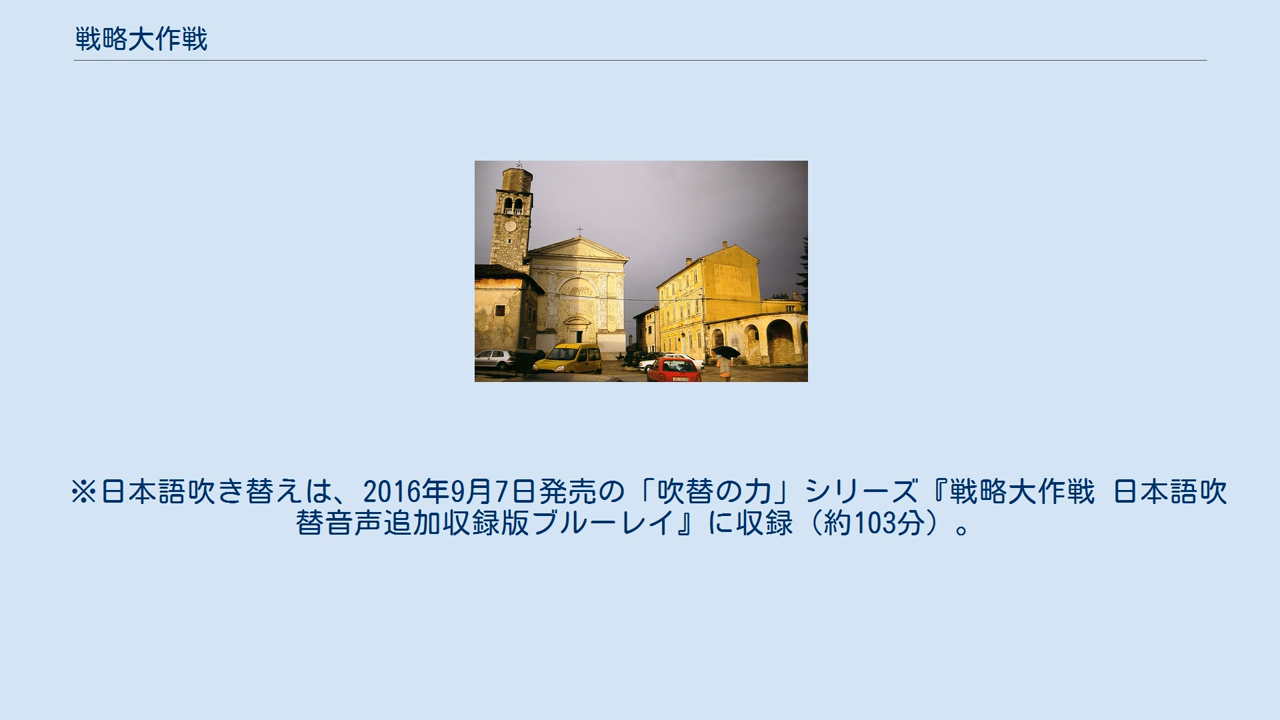 戦略大作戦
※日本語吹き替えは、2016年9月7日発売の「吹替の力」シリーズ『戦略大作戦 日本語吹
替音声追加収録版ブルーレイ』に収録（約103分）。